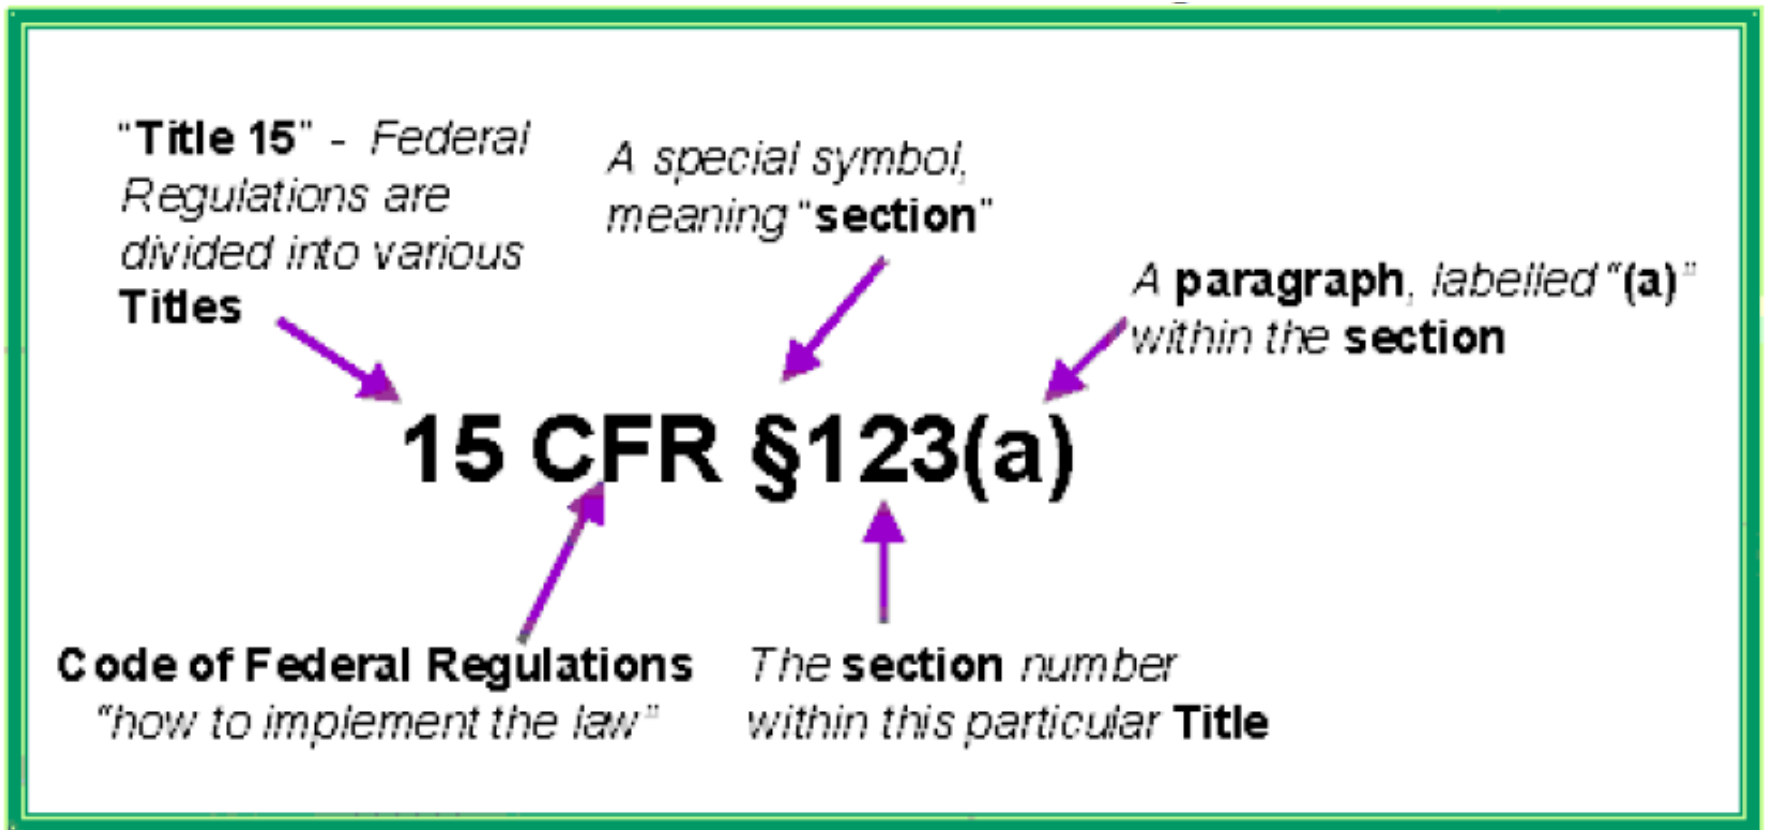 "Title 15" - Federal
Regulations are
divided into various
Titles
A special symbol,
meaning "section"
A paragraph, labelled "(a)"
within the section
15 CFR §123(a)
Code of Federal Regulations
"how to implement the law"
The section number
within this particular Title